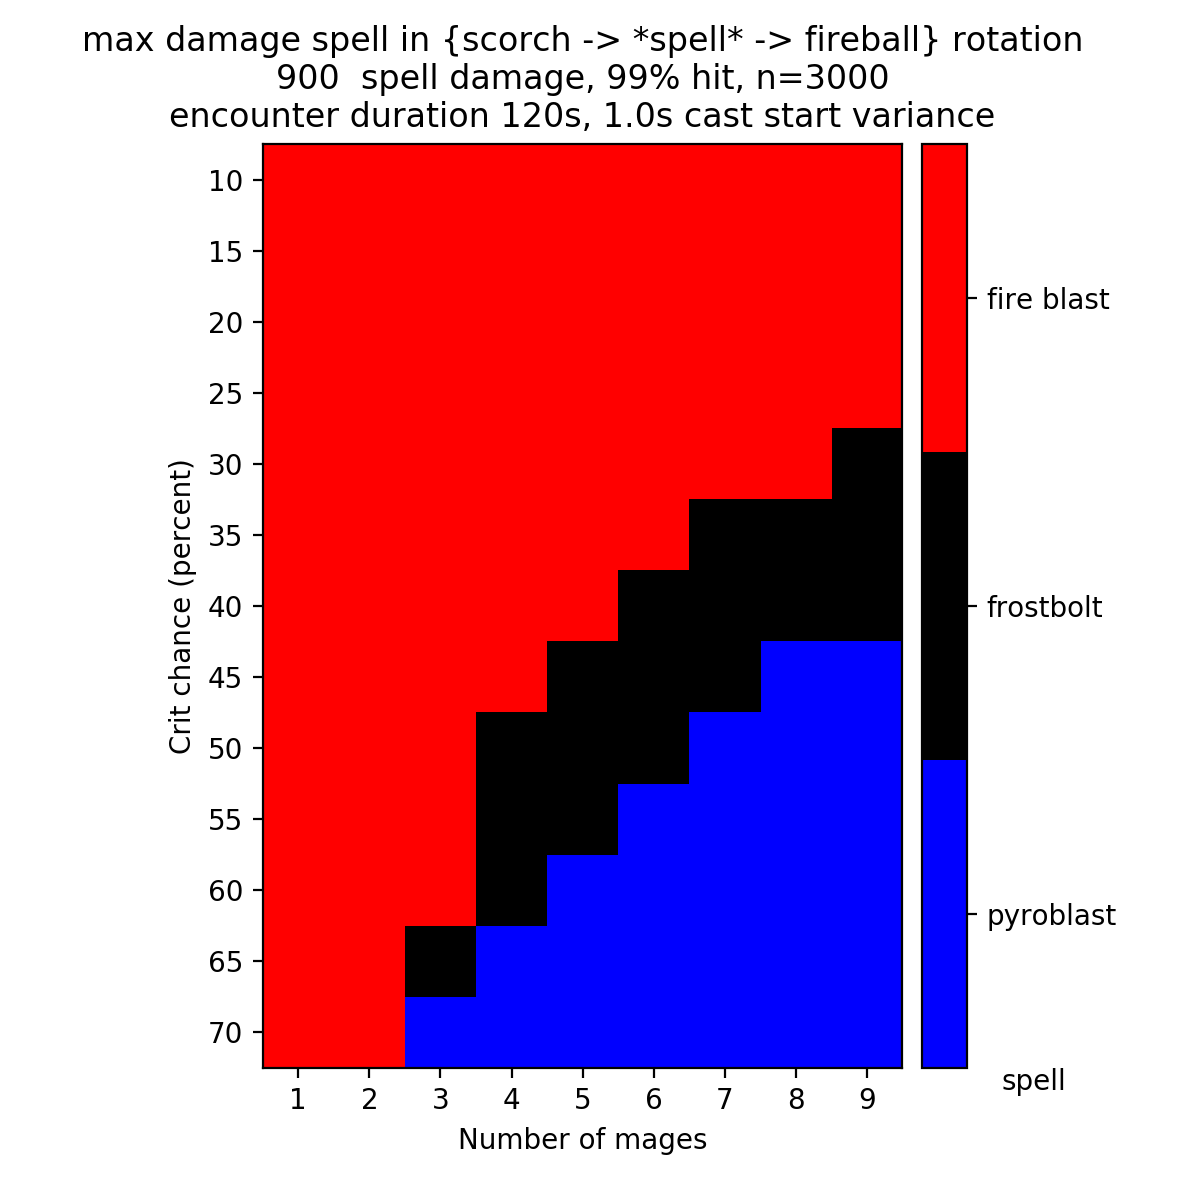 max damage spell in {scorch -> *spell* -> fireball} rotation
900  spell damage, 99% hit, n=3000
encounter duration 120s, 1.0s cast start variance
Crit chance (percent)
10
15
20
25
30
35
40
45
50
55
60
65
70
fire blast
frostbolt
pyroblast
spell
1 2 3 4 5 6 7 8 9
Number of mages